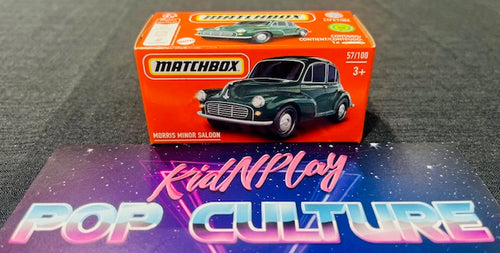 MATCHBOX
MATCHBOX
57/100
3+
MORRIS MINOR SALOON
KidNPlay
POP CULTURE